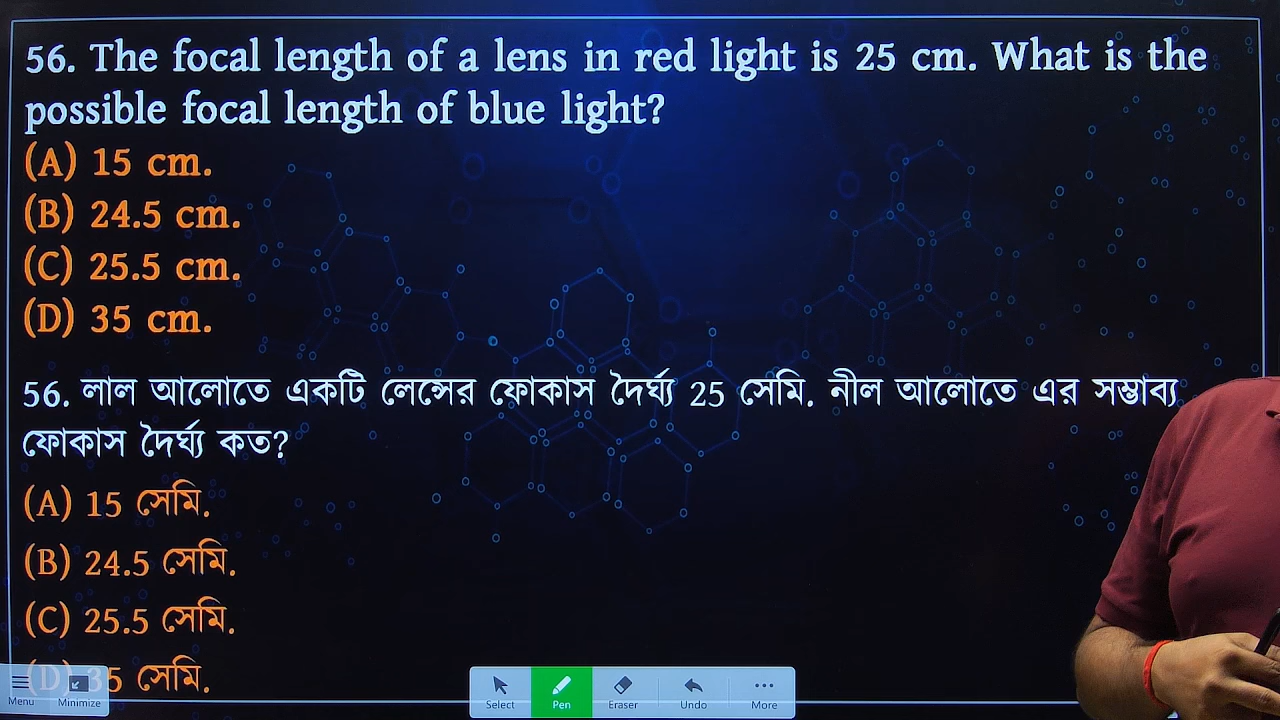 56. The focal length of a lens in red light is 25 cm. What is the
possible focal length of blue light?
(A) 15 cm.
(B) 24.5 cm.
(C) 25.5 cm.
(D) 35 cm.
56. লাল আলোতে একটি লেন্সের ফোকাস দৈর্ঘ্য 25 সেমি. নীল আলোতে এর সম্ভাব্য
ফোকাস দৈর্ঘ্য কত?
(A) 15 সেমি.
(B) 24.5 সেমি.
(C) 25.5 সেমি.
(D) 35 সেমি.
Menu Minimize Select Pen Eraser Undo More